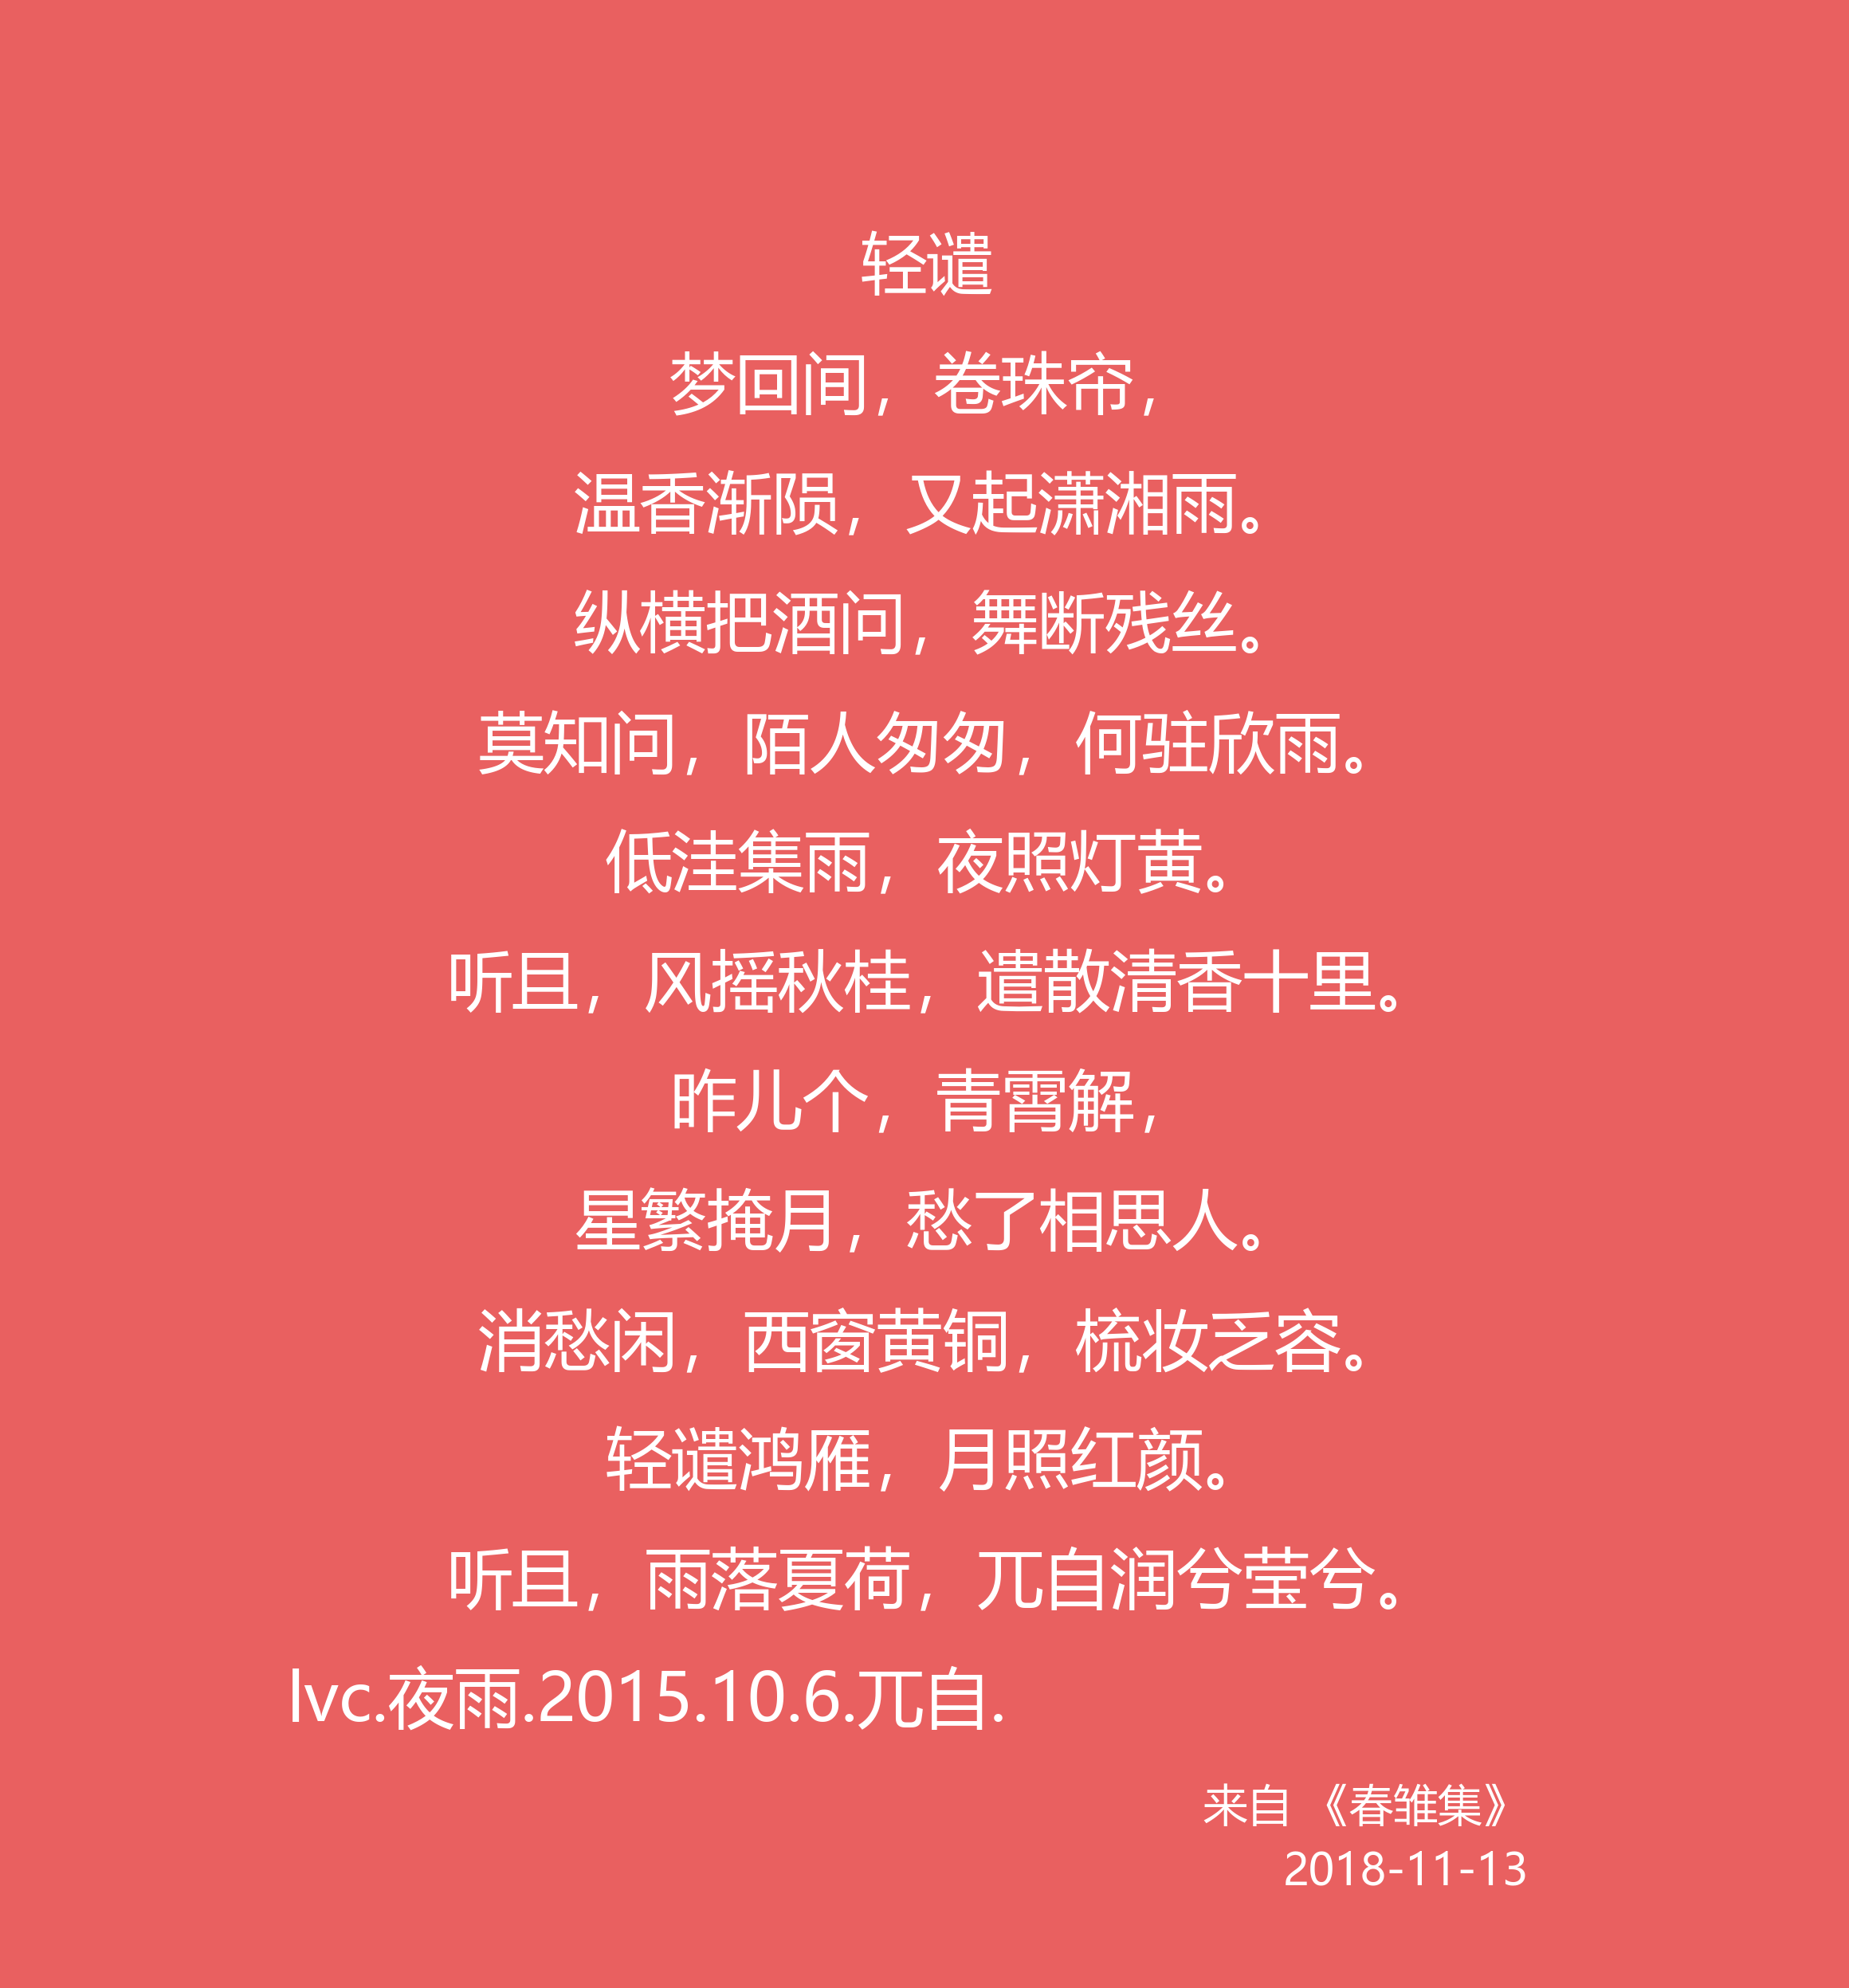 轻谴
梦回间，卷珠帘，
温香渐陨，又起潇湘雨。
纵横把酒问，舞断残丝。
莫知问，陌人匆匆，何驻欣雨。
低洼集雨，夜照灯黄。
听且，风摇秋桂，遣散清香十里。
昨儿个，青霄解，
星繁掩月，愁了相思人。
消愁闲，西窗黄铜，梳妆乏容。
轻谴鸿雁，月照红颜。
听且，雨落夏荷，兀自润兮莹兮。
lvc.夜雨.2015.10.6.兀自.
来自《春雏集》
2018-11-13